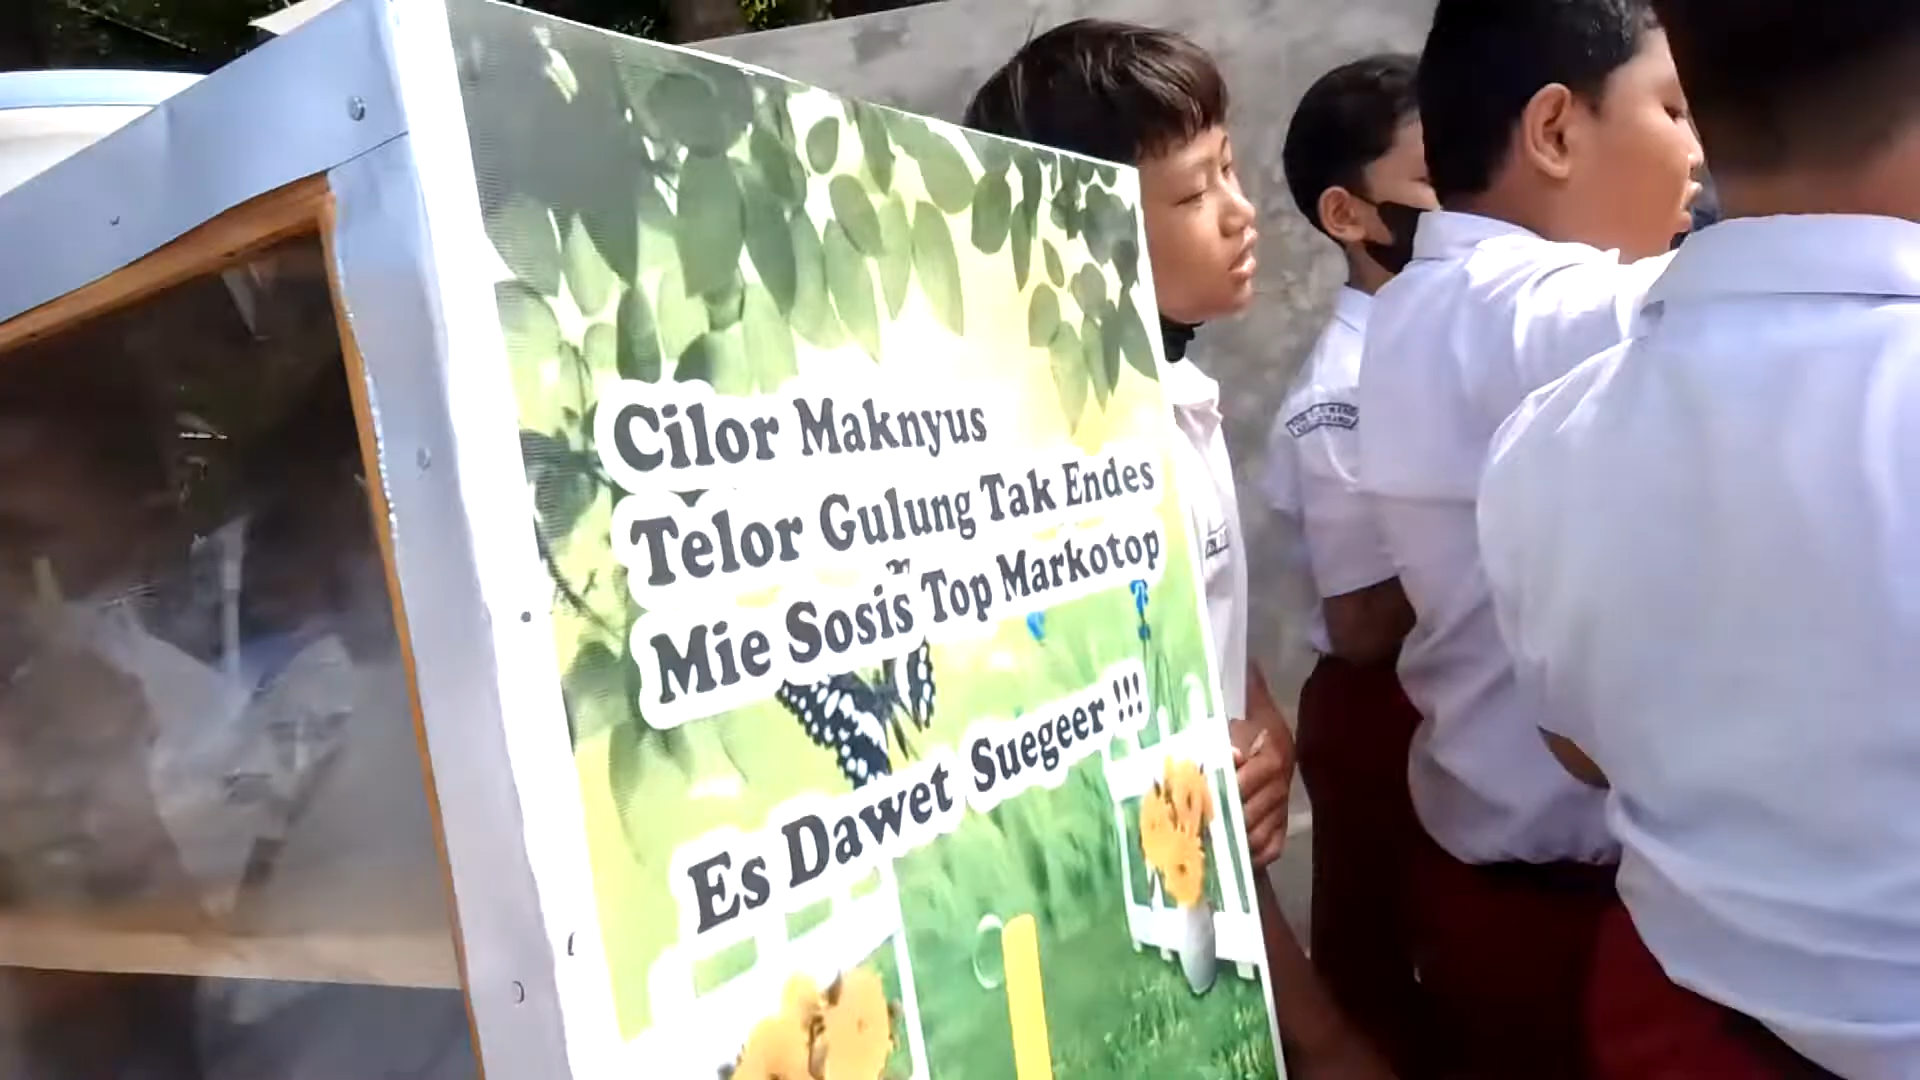 Cilor Maknyus
Telor Gulung Tak Endes
Mie Sosis Top Markotop
Es Dawet Suegeer !!!